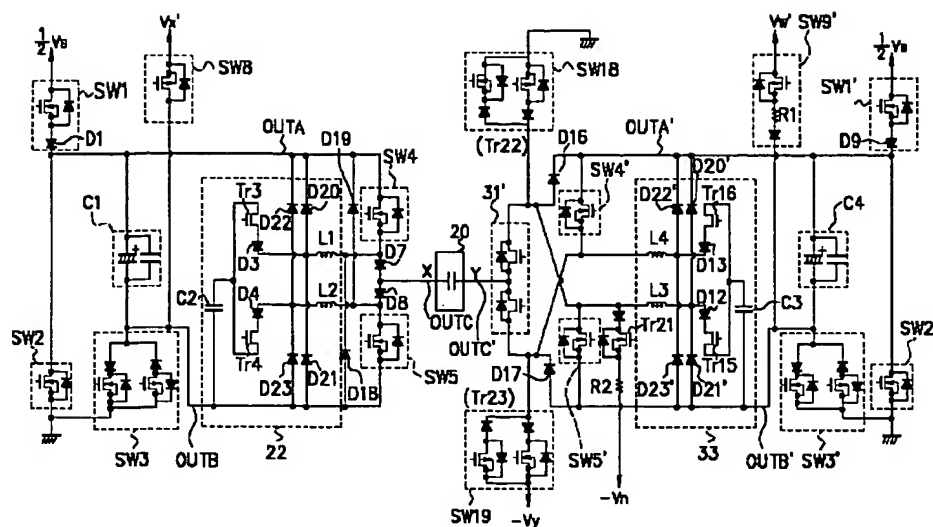 ½ Vs
Vx'
Vw'
SW9'
½ Vs
SW1
SW8
SW18
SW1'
D1
OUTA
D19
(Tr22)
D16
OUTA'
R1
D9
Tr3
D20
SW4
SW4'
D20'
Tr16
C1
D22
31'
D22'
C4
L1
20
L4
D3
D7
X
Y
D13
C2
D4
L2
D8
L3
D12
C3
OUTC
OUTC'
Tr21
SW2
Tr4
SW5
D17
R2
Tr15
SW2
D23
D21
D18
(Tr23)
D23'
D21'
SW3
22
SW5'
33
SW3'
OUTB
SW19
-Vy
-Vn
OUTB'